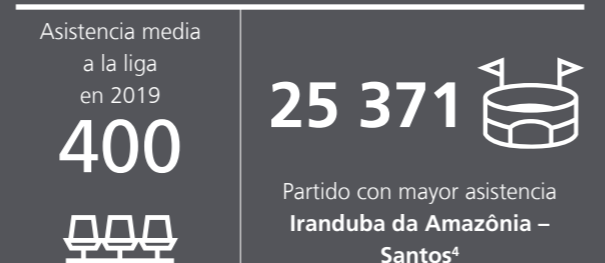 Asistencia media
a la liga
en 2019
400
25 371
Partido con mayor asistencia
Iranduba da Amazônia –
Santos⁴